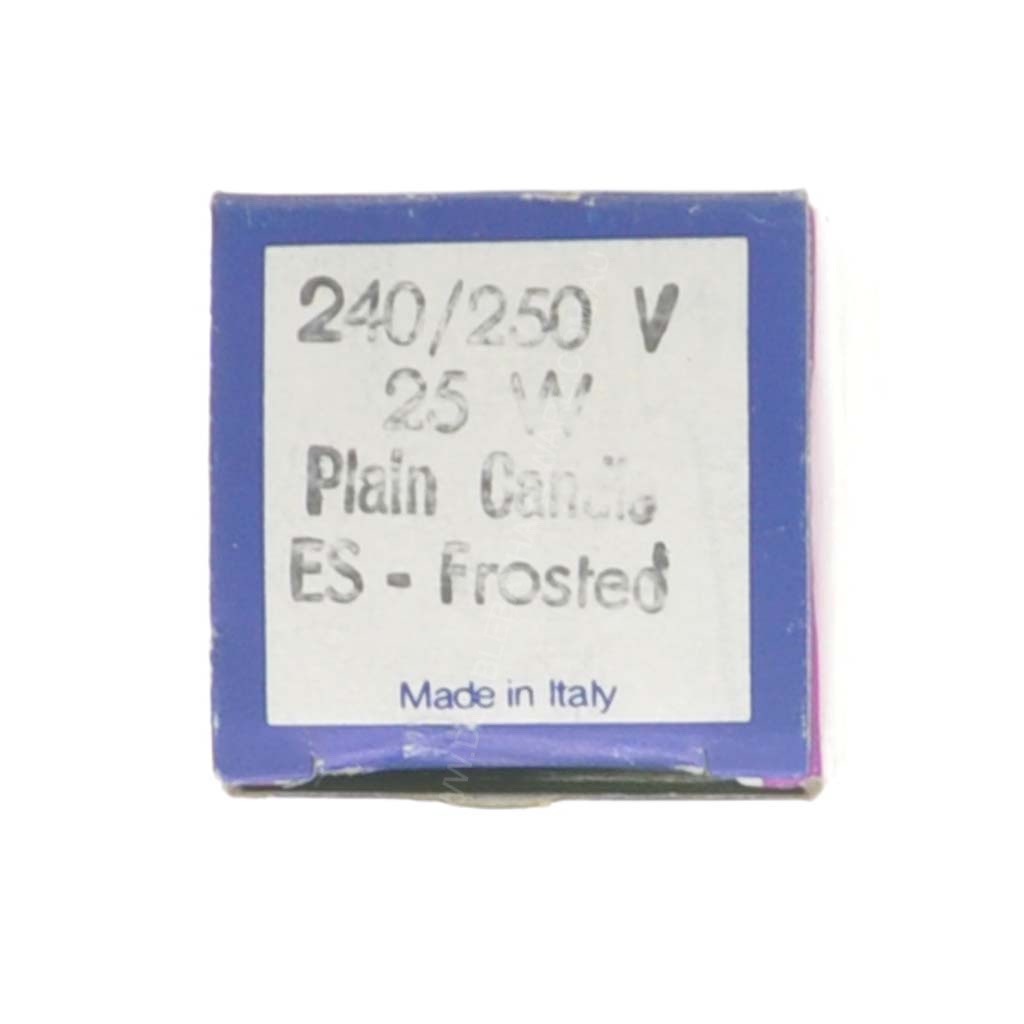 240/250 V
25 W
Plain Candle
ES - Frosted
Made in Italy